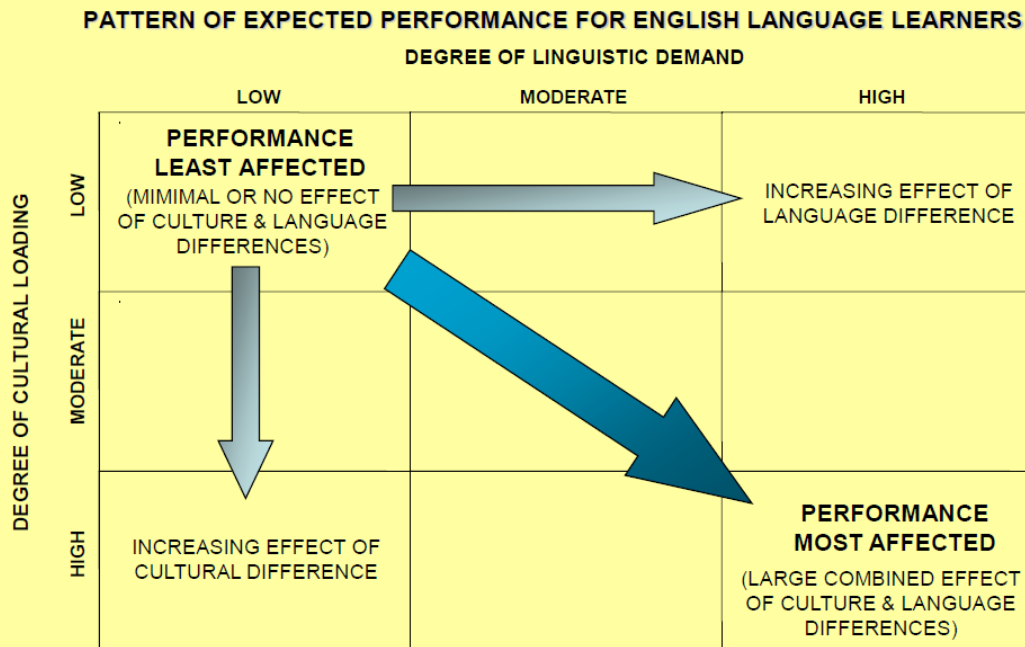 PATTERN OF EXPECTED PERFORMANCE FOR ENGLISH LANGUAGE LEARNERS
DEGREE OF LINGUISTIC DEMAND
LOW
MODERATE
HIGH
DEGREE OF CULTURAL LOADING
LOW
PERFORMANCE
LEAST AFFECTED
(MIMIMAL OR NO EFFECT
OF CULTURE & LANGUAGE
DIFFERENCES)
INCREASING EFFECT OF
LANGUAGE DIFFERENCE
MODERATE
HIGH
INCREASING EFFECT OF
CULTURAL DIFFERENCE
PERFORMANCE
MOST AFFECTED
(LARGE COMBINED EFFECT
OF CULTURE & LANGUAGE
DIFFERENCES)